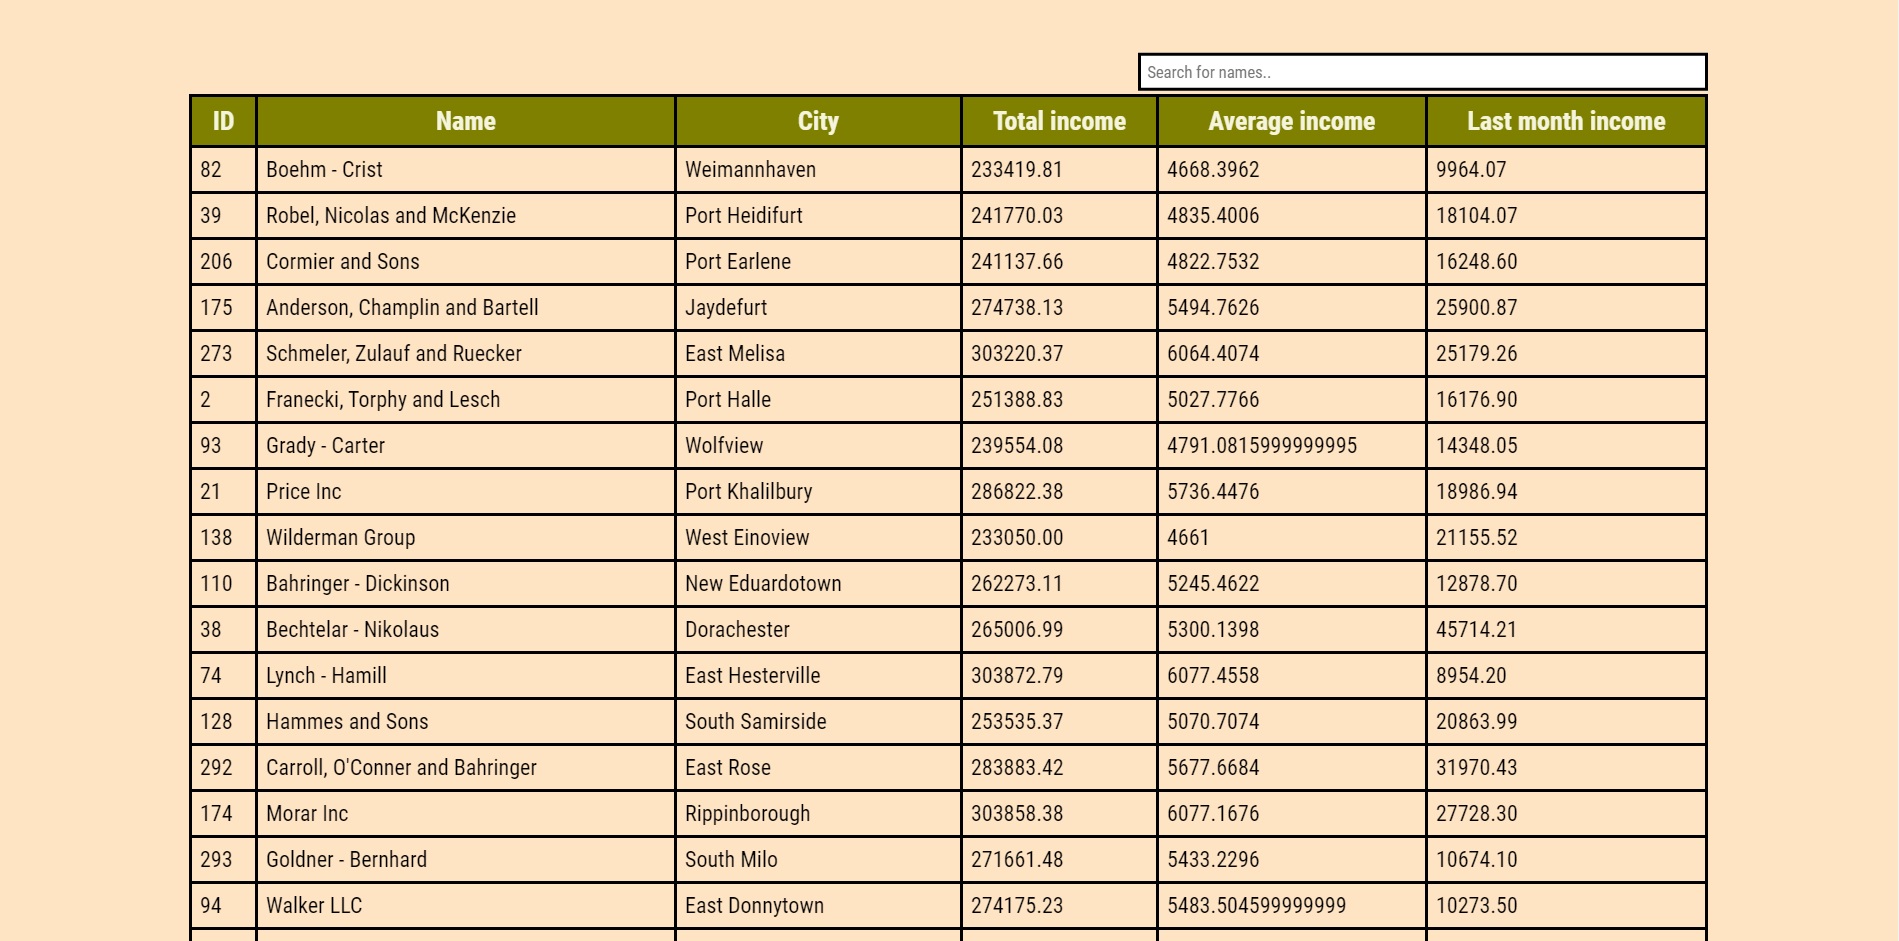 Search for names..
ID Name City Total income Average income Last month income
82 Boehm - Crist Weimannhaven 233419.81 4668.3962 9964.07
39 Robel, Nicolas and McKenzie Port Heidifurt 241770.03 4835.4006 18104.07
206 Cormier and Sons Port Earlene 241137.66 4822.7532 16248.60
175 Anderson, Champlin and Bartell Jaydefurt 274738.13 5494.7626 25900.87
273 Schmeler, Zulauf and Ruecker East Melisa 303220.37 6064.4074 25179.26
2 Franecki, Torphy and Lesch Port Halle 251388.83 5027.7766 16176.90
93 Grady - Carter Wolfview 239554.08 4791.0815999999995 14348.05
21 Price Inc Port Khalilbury 286822.38 5736.4476 18986.94
138 Wilderman Group West Einoview 233050.00 4661 21155.52
110 Bahringer - Dickinson New Eduardotown 262273.11 5245.4622 12878.70
38 Bechtelar - Nikolaus Dorachester 265006.99 5300.1398 45714.21
74 Lynch - Hamill East Hesterville 303872.79 6077.4558 8954.20
128 Hammes and Sons South Samirside 253535.37 5070.7074 20863.99
292 Carroll, O'Conner and Bahringer East Rose 283883.42 5677.6684 31970.43
174 Morar Inc Rippinborough 303858.38 6077.1676 27728.30
293 Goldner - Bernhard South Milo 271661.48 5433.2296 10674.10
94 Walker LLC East Donnytown 274175.23 5483.504599999999 10273.50